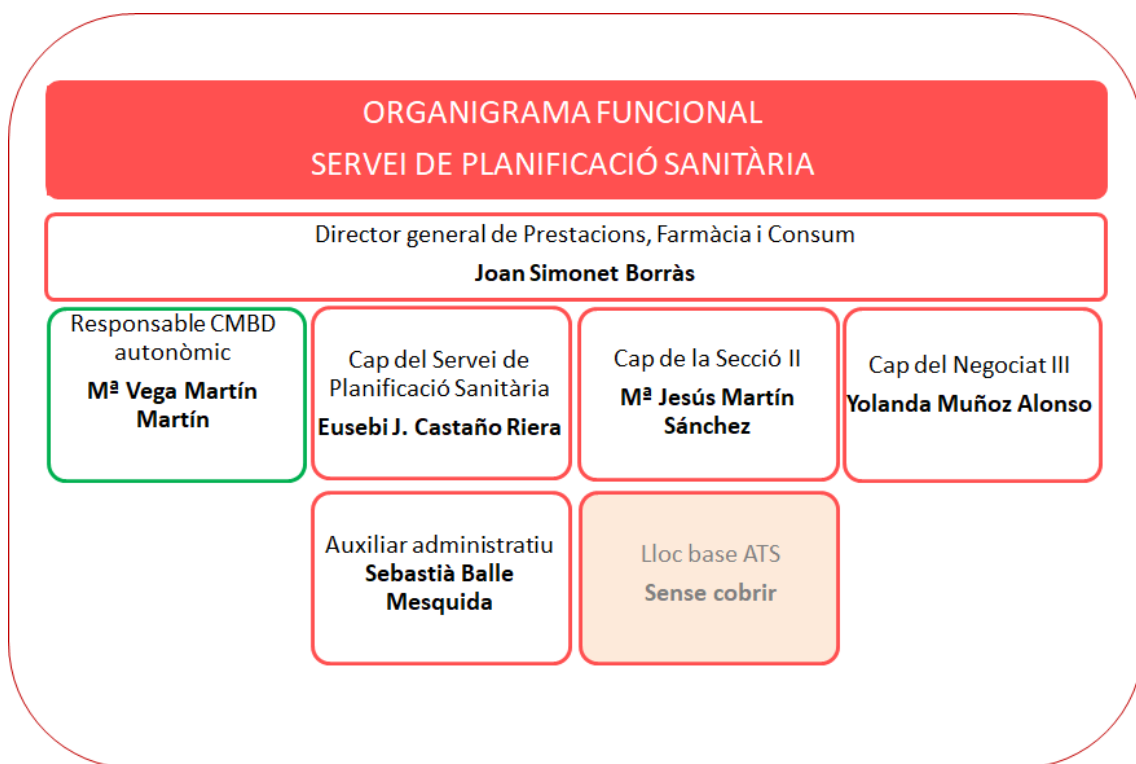 ORGANIGRAMA FUNCIONAL
SERVEI DE PLANIFICACIÓ SANITÀRIA
Director general de Prestacions, Farmàcia i Consum
Joan Simonet Borràs
Responsable CMBD
autonòmic
Mª Vega Martín
Martín
Cap del Servei de
Planificació Sanitària
Eusebi J. Castaño Riera
Cap de la Secció II
Mª Jesús Martín
Sánchez
Cap del Negociat III
Yolanda Muñoz Alonso
Auxiliar administratiu
Sebastià Balle
Mesquida
Lloc base ATS
Sense cobrir